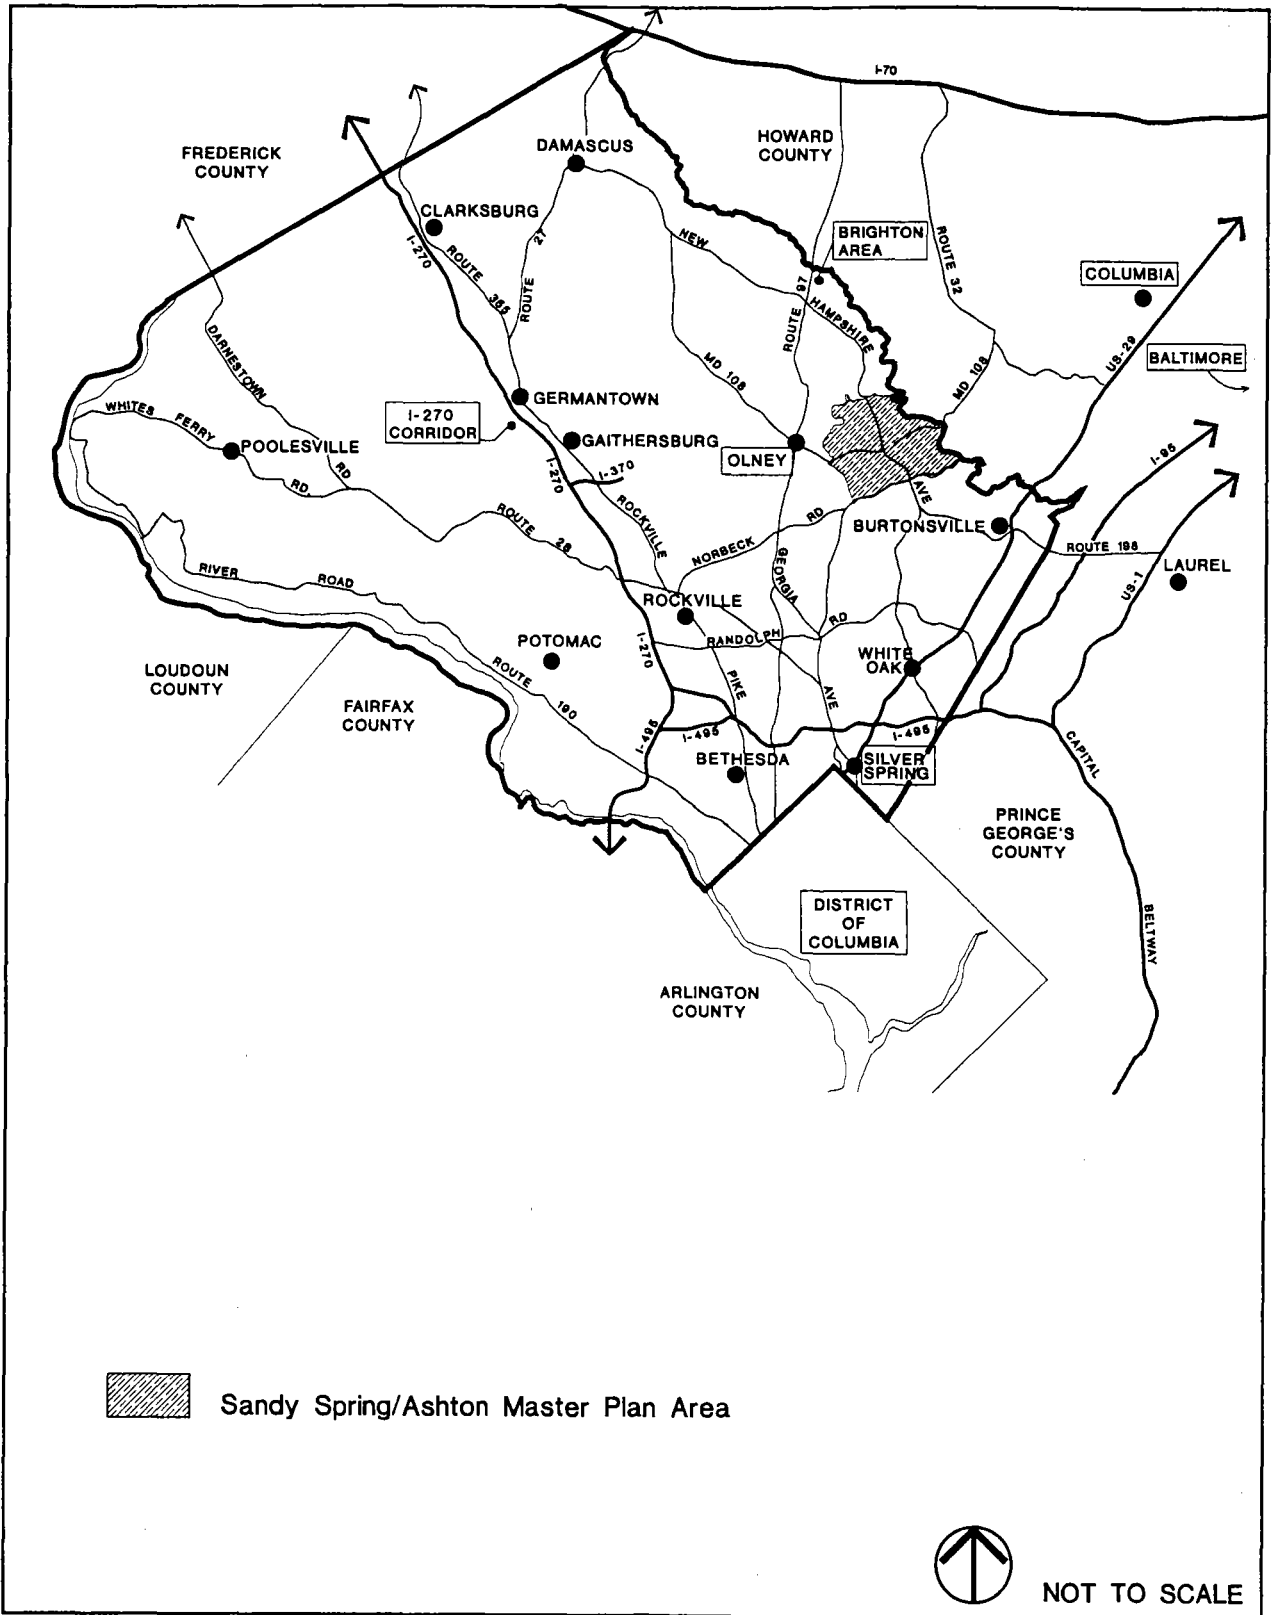 I-70
HOWARD
COUNTY
DAMASCUS
FREDERICK
COUNTY
CLARKSBURG
I-270
ROUTE 355
ROUTE 27
NEW
HAMPSHIRE
AVE
BRIGHTON
AREA
ROUTE 97
ROUTE 32
COLUMBIA
US-29
BALTIMORE
DARNESTOWN
RD
MD 108
MD 108
WHITES FERRY RD.
POOLESVILLE
I-270
CORRIDOR
GERMANTOWN
GAITHERSBURG
I-370
I-270
OLNEY
I-95
ROCKVILLE
PIKE
ROUTE 28
NORBECK RD
BURTONSVILLE
ROUTE 198
LAUREL
US-1
GEORGIA
AVE
RIVER ROAD
ROCKVILLE
RANDOLPH RD
POTOMAC
I-270
WHITE
OAK
LOUDOUN
COUNTY
FAIRFAX
COUNTY
ROUTE 190
I-495
I-495
I-495
BETHESDA
SILVER
SPRING
CAPITAL
BELTWAY
PRINCE
GEORGE'S
COUNTY
DISTRICT
OF
COLUMBIA
ARLINGTON
COUNTY
Sandy Spring/Ashton Master Plan Area
NOT TO SCALE